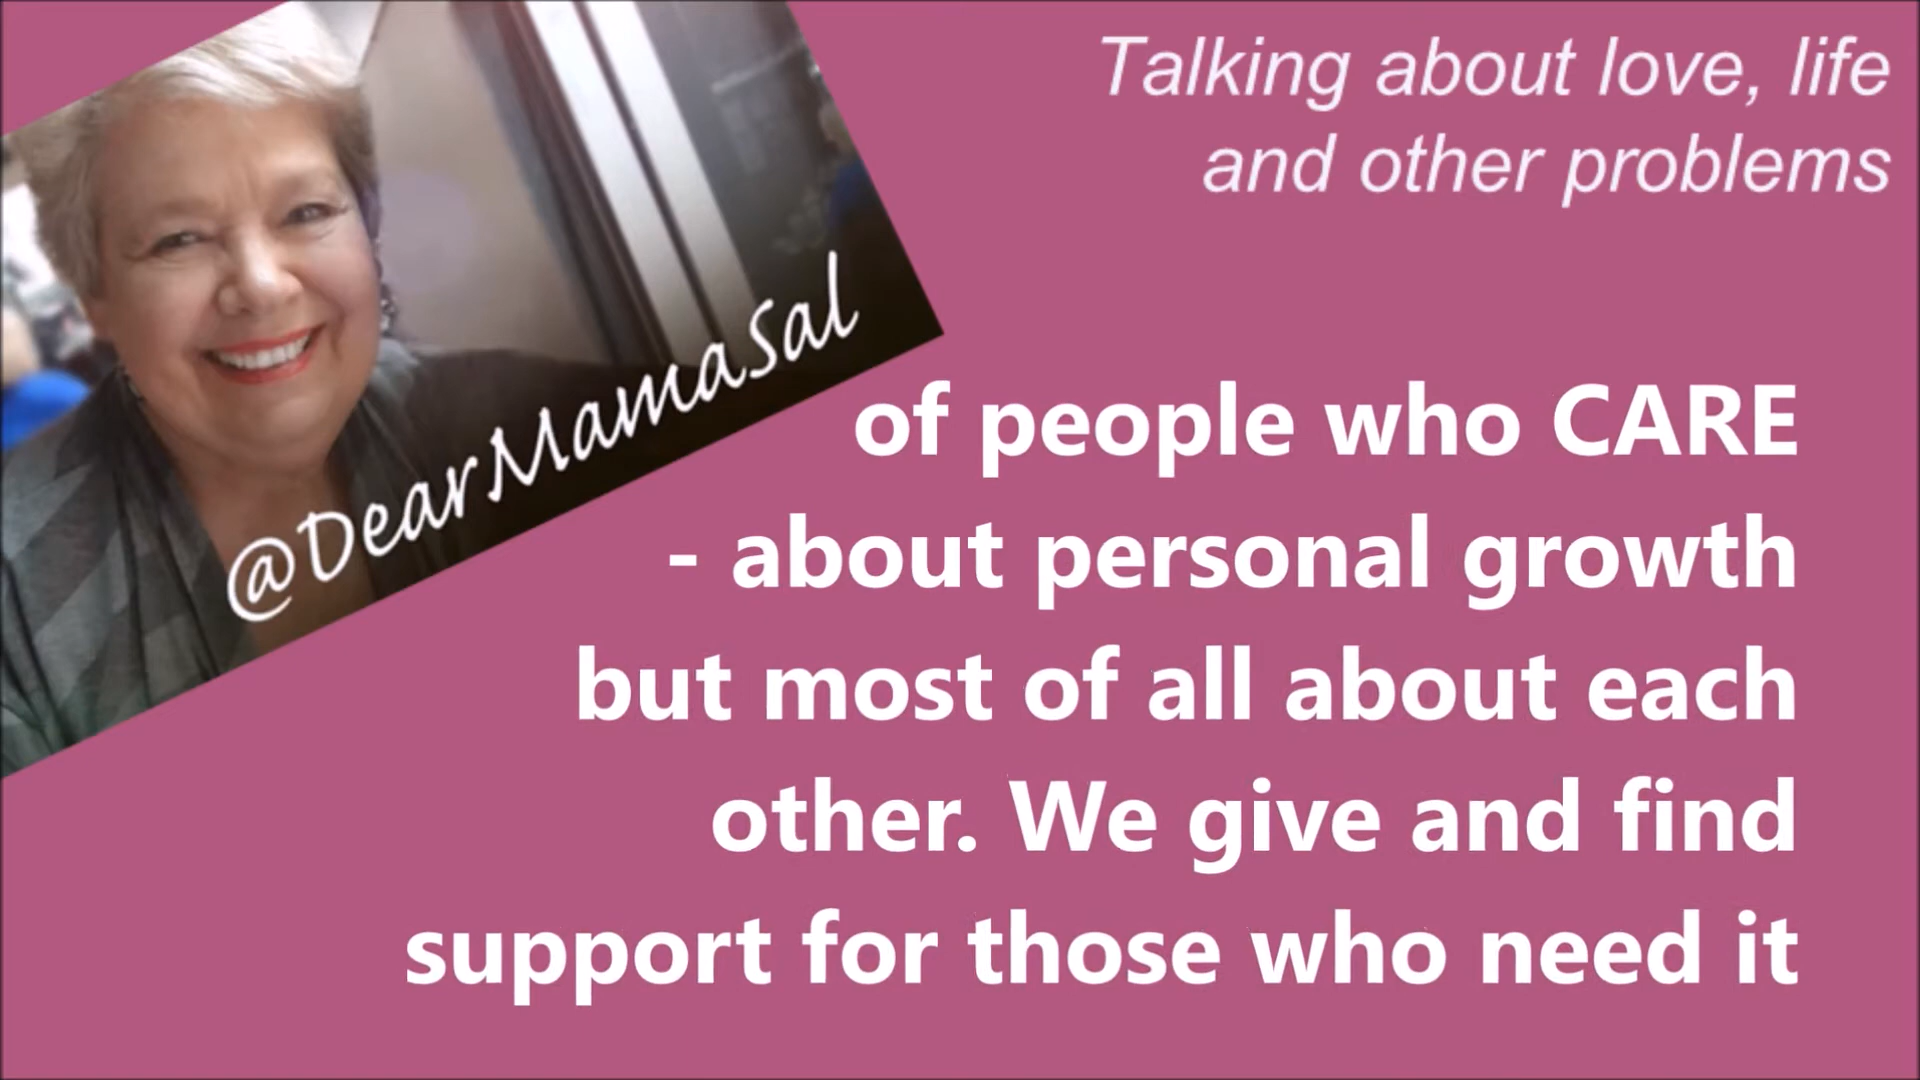 Talking about love, life
and other problems
@DearMamaSal
of people who CARE
- about personal growth
but most of all about each
other. We give and find
support for those who need it